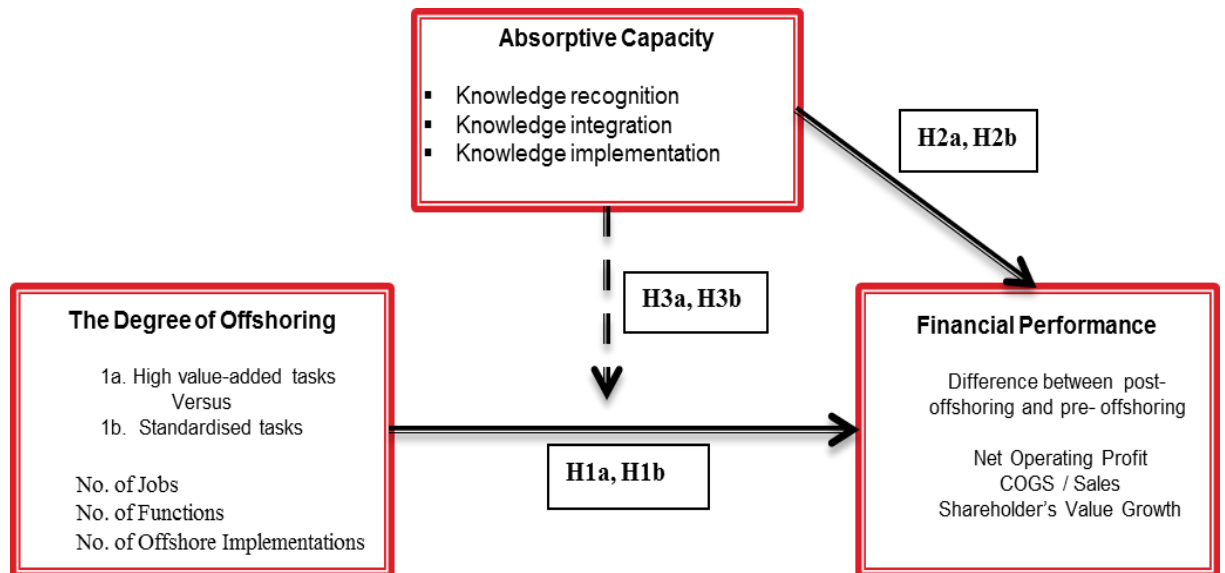 Absorptive Capacity
▪ Knowledge recognition
▪ Knowledge integration
▪ Knowledge implementation
H2a, H2b
H3a, H3b
The Degree of Offshoring
1a. High value-added tasks
Versus
1b. Standardised tasks
No. of Jobs
No. of Functions
No. of Offshore Implementations
H1a, H1b
Financial Performance
Difference between post-
offshoring and pre- offshoring
Net Operating Profit
COGS / Sales
Shareholder's Value Growth